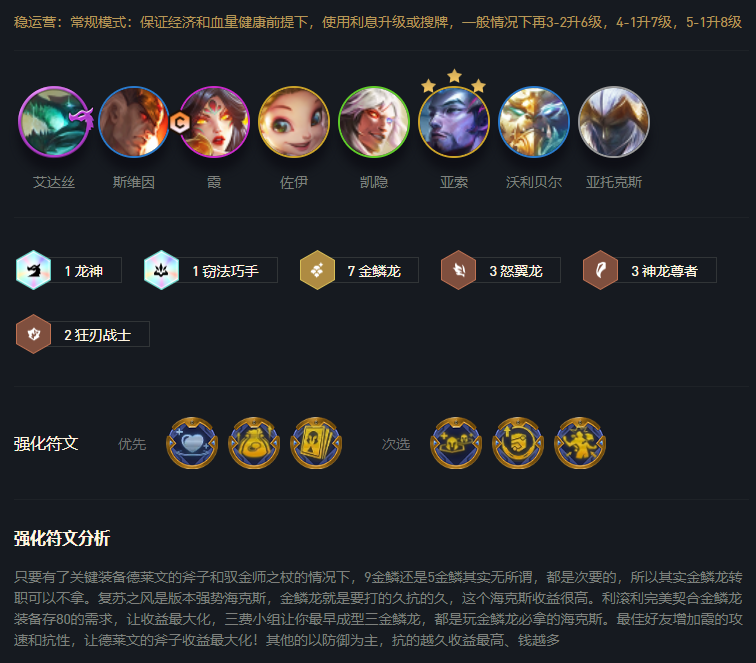 稳运营：常规模式：保证经济和血量健康前提下，使用利息升级或搜牌，一般情况下再3-2升6级，4-1升7级，5-1升8级
艾达丝 斯维因 霞 佐伊 凯隐 亚索 沃利贝尔 亚托克斯
1 龙神 1 窃法巧手 7 金鳞龙 3 怒翼龙 3 神龙尊者
2 狂刃战士
强化符文 优先 次选
强化符文分析
只要有了关键装备德莱文的斧子和驭金师之杖的情况下，9金鳞还是5金鳞其实无所谓，都是次要的，所以其实金鳞龙转
职可以不拿。复苏之风是版本强势海克斯，金鳞龙就是要打的久抗的久，这个海克斯收益很高。利滚利完美契合金鳞龙
装备存80的需求，让收益最大化，三费小组让你最早成型三金鳞龙，都是玩金鳞龙必拿的海克斯。最佳好友增加霞的攻
速和抗性，让德莱文的斧子收益最大化！其他的以防御为主，抗的越久收益最高、钱越多